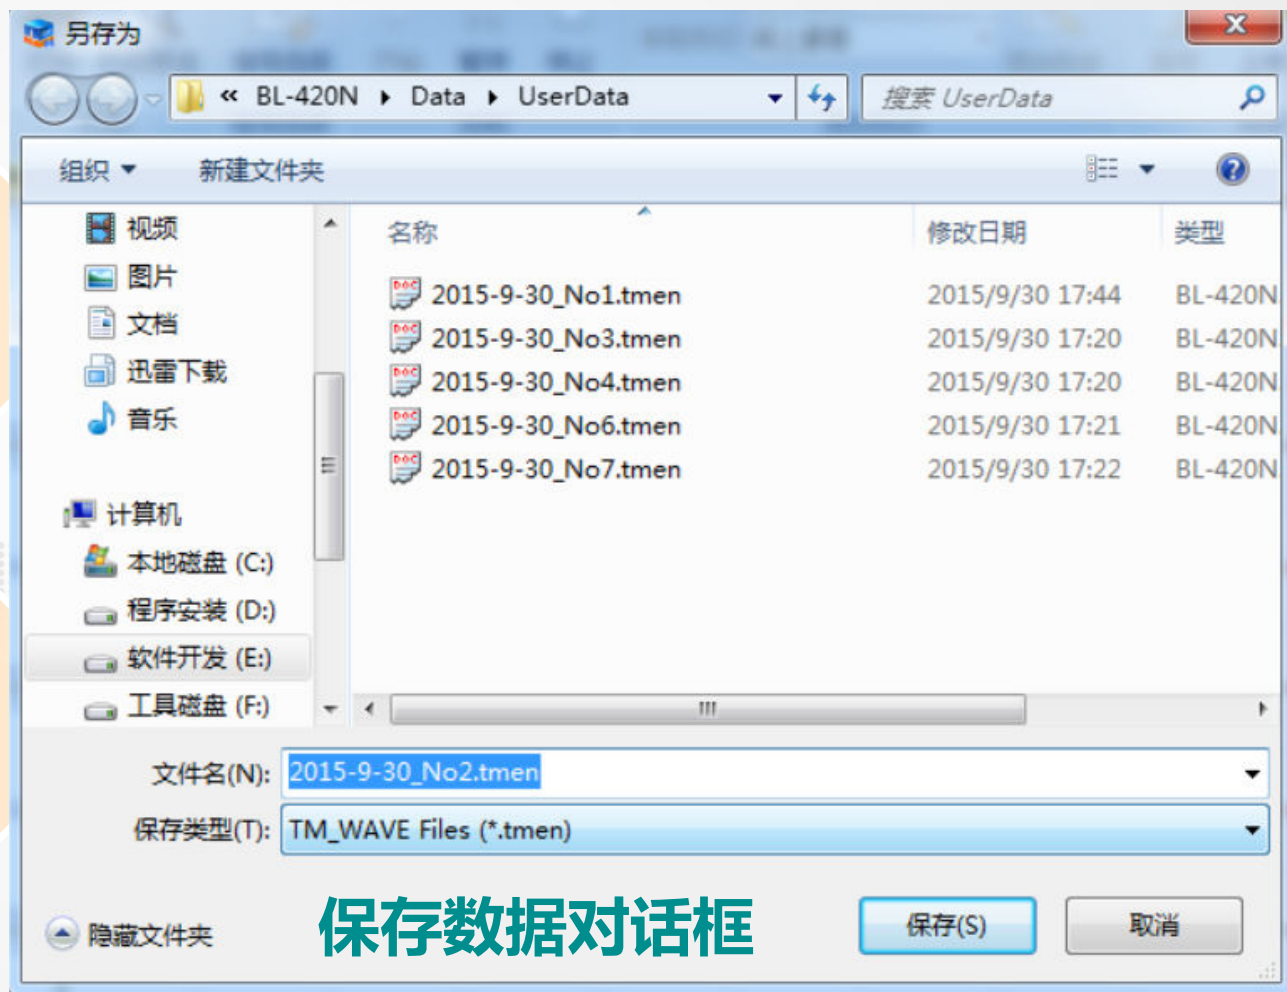 另存为
« BL-420N ▸ Data ▸ UserData
搜索 UserData
组织
新建文件夹
视频
图片
文档
迅雷下载
音乐
计算机
本地磁盘 (C:)
程序安装 (D:)
软件开发 (E:)
工具磁盘 (F:)
名称 修改日期 类型
2015-9-30_No1.tmen 2015/9/30 17:44 BL-420N
2015-9-30_No3.tmen 2015/9/30 17:20 BL-420N
2015-9-30_No4.tmen 2015/9/30 17:20 BL-420N
2015-9-30_No6.tmen 2015/9/30 17:21 BL-420N
2015-9-30_No7.tmen 2015/9/30 17:22 BL-420N
文件名(N): 2015-9-30_No2.tmen
保存类型(T): TM_WAVE Files (*.tmen)
隐藏文件夹
保存数据对话框
保存(S)
取消